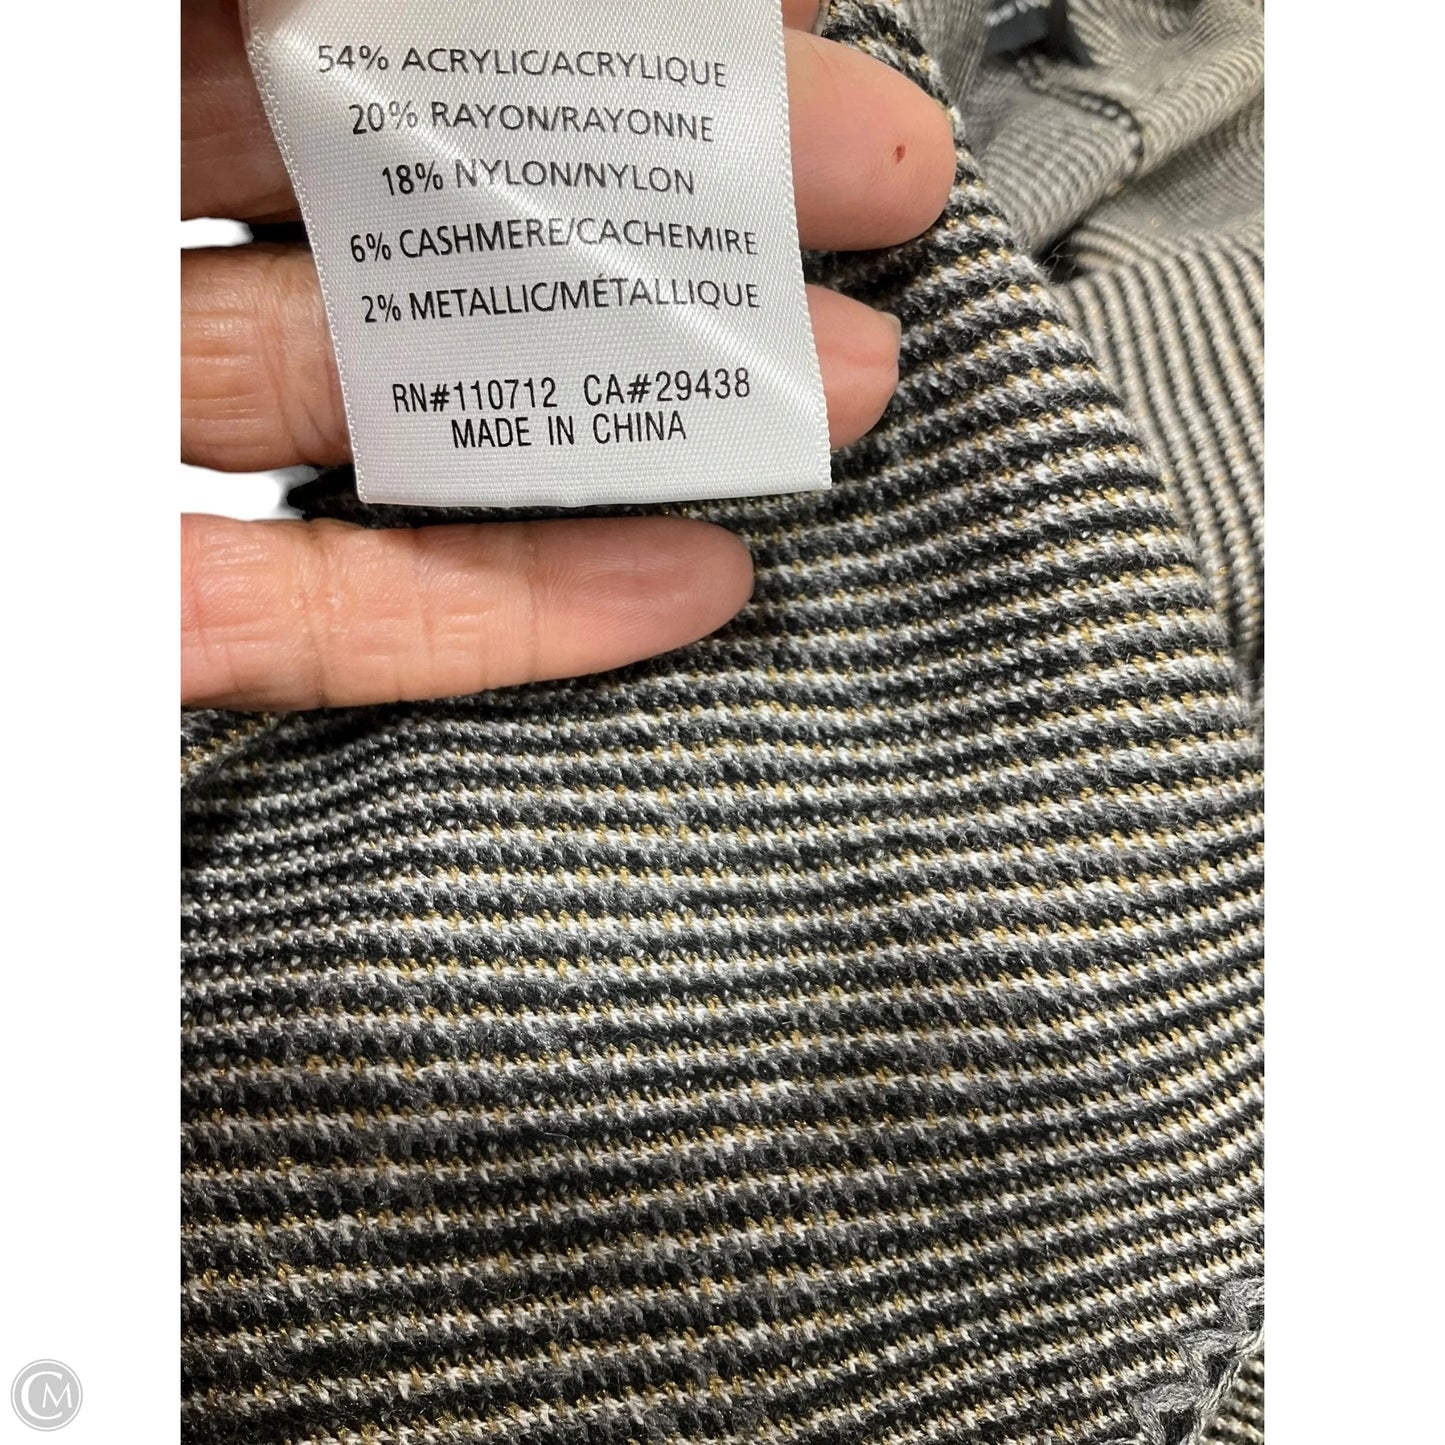 54% ACRYLIC/ACRYLIQUE
20% RAYON/RAYONNE
18% NYLON/NYLON
6% CASHMERE/CACHEMIRE
2% METALLIC/MÉTALLIQUE
RN#110712 CA#29438
MADE IN CHINA
CM